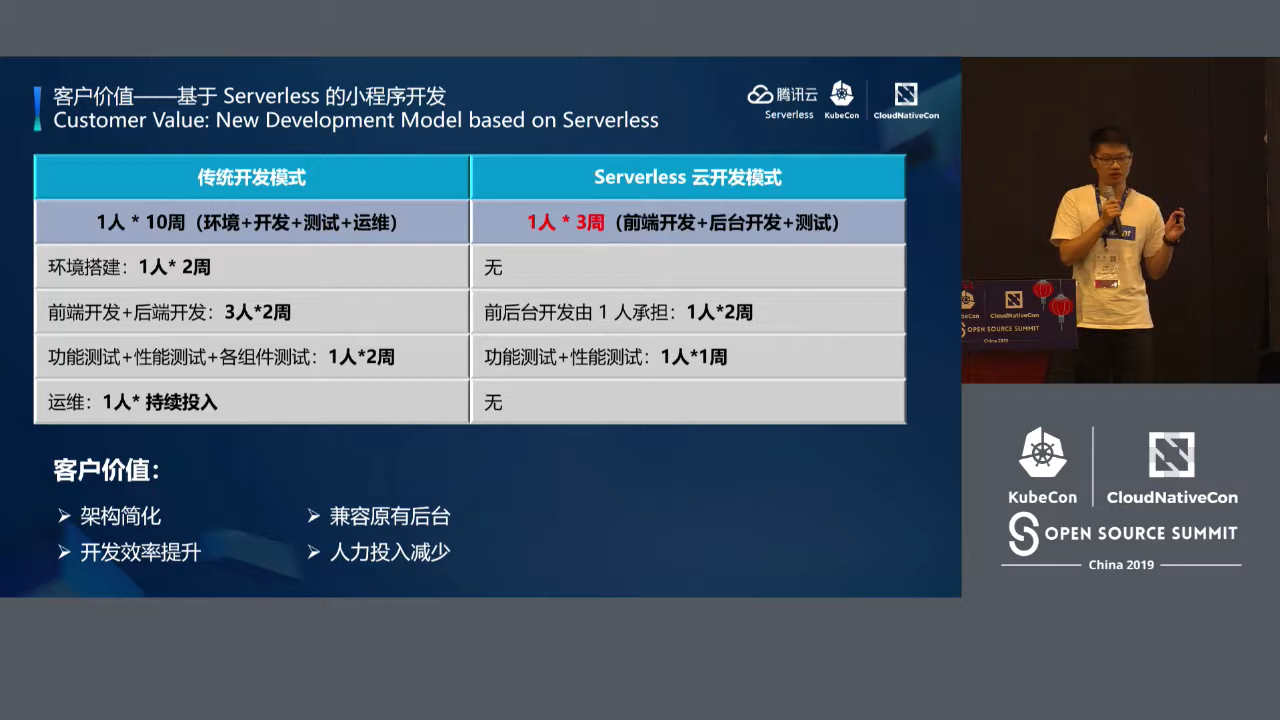 客户价值——基于 Serverless 的小程序开发
Customer Value: New Development Model based on Serverless
腾讯云
Serverless
KubeCon
CloudNativeCon
传统开发模式
Serverless 云开发模式
1人 * 10周（环境+开发+测试+运维）
1人 * 3周（前端开发+后台开发+测试）
环境搭建：1人* 2周
无
前端开发+后端开发：3人*2周
前后台开发由 1 人承担：1人*2周
功能测试+性能测试+各组件测试：1人*2周
功能测试+性能测试：1人*1周
运维：1人* 持续投入
无
客户价值：
➢ 架构简化
➢ 兼容原有后台
➢ 开发效率提升
➢ 人力投入减少
CloudNativeCon
OPEN SOURCE SUMMIT
China 2019
KubeCon
CloudNativeCon
OPEN SOURCE SUMMIT
China 2019